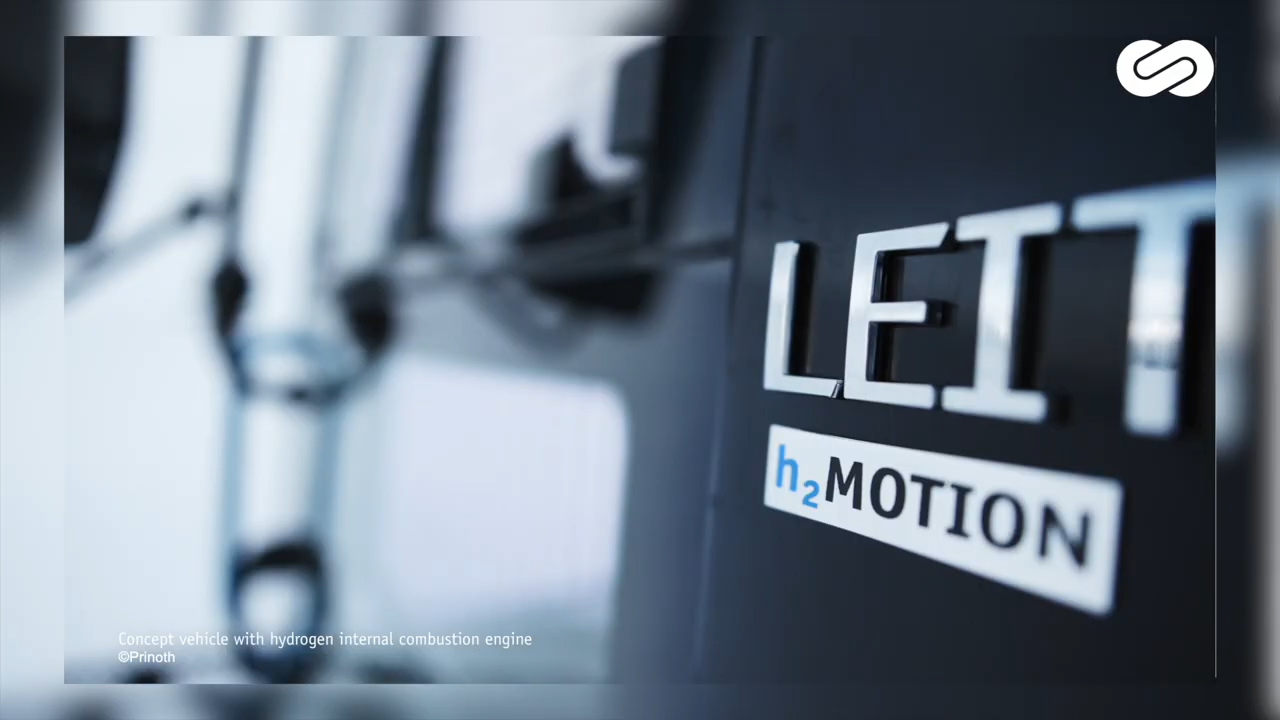 LEIT
h₂MOTION
Concept vehicle with hydrogen internal combustion engine
©Prinoth